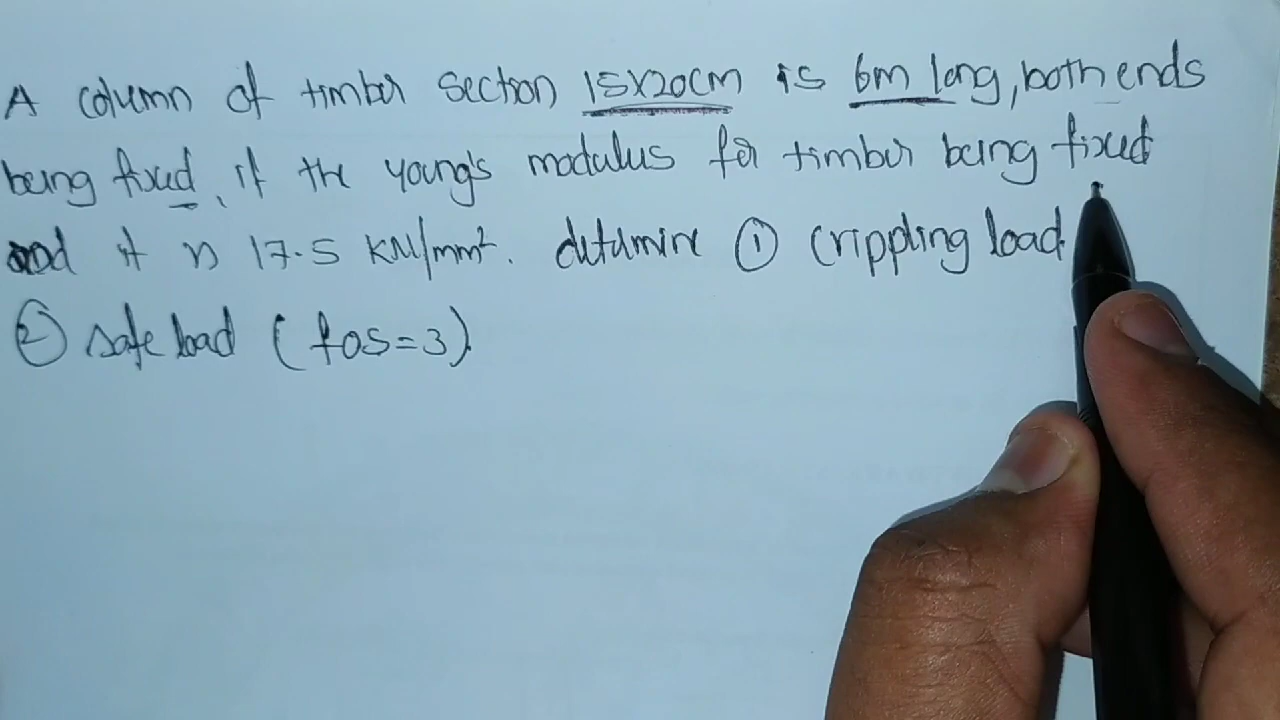 A column of timber section 15x20cm is 6m long, both ends
being fixed, if the young's modulus for timber being fixed
and it is 17.5 KN/mm². determine ① crippling load.
② safe load (fos=3).